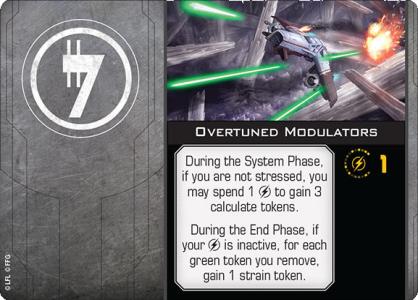 7
OVERTUNED MODULATORS
During the System Phase,
if you are not stressed, you
may spend 1 to gain 3
calculate tokens.
During the End Phase, if
your is inactive, for each
green token you remove,
gain 1 strain token.
1
©LFL ©FFG